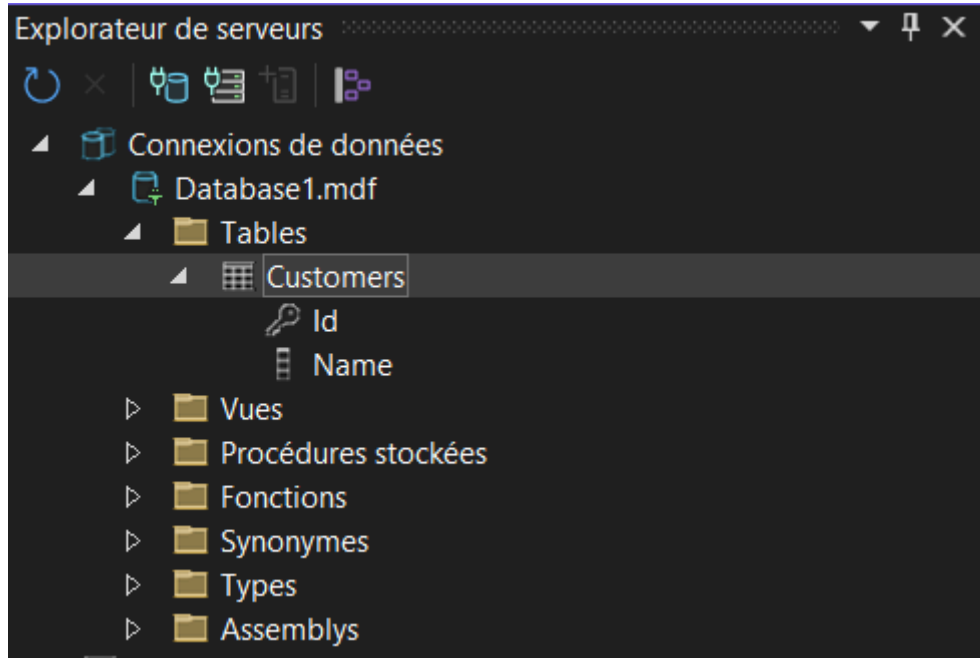 Explorateur de serveurs
Connexions de données
Database1.mdf
Tables
Customers
Id
Name
Vues
Procédures stockées
Fonctions
Synonymes
Types
Assemblys